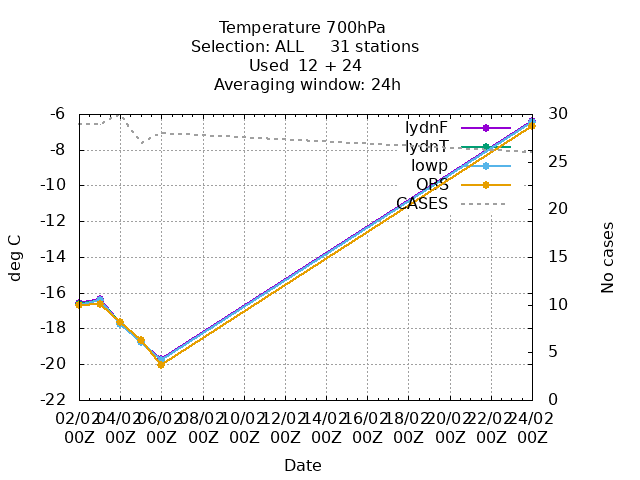 Temperature 700hPa
Selection: ALL 31 stations
Used 12 + 24
Averaging window: 24h
-6
-8
-10
-12
-14
-16
-18
-20
-22
30
25
20
15
10
5
0
deg C
No cases
lydnF
lydnT
lowp
OBS
CASES
02/02 04/02 06/02 08/02 10/02 12/02 14/02 16/02 18/02 20/02 22/02 24/02
00Z 00Z 00Z 00Z 00Z 00Z 00Z 00Z 00Z 00Z 00Z 00Z
Date